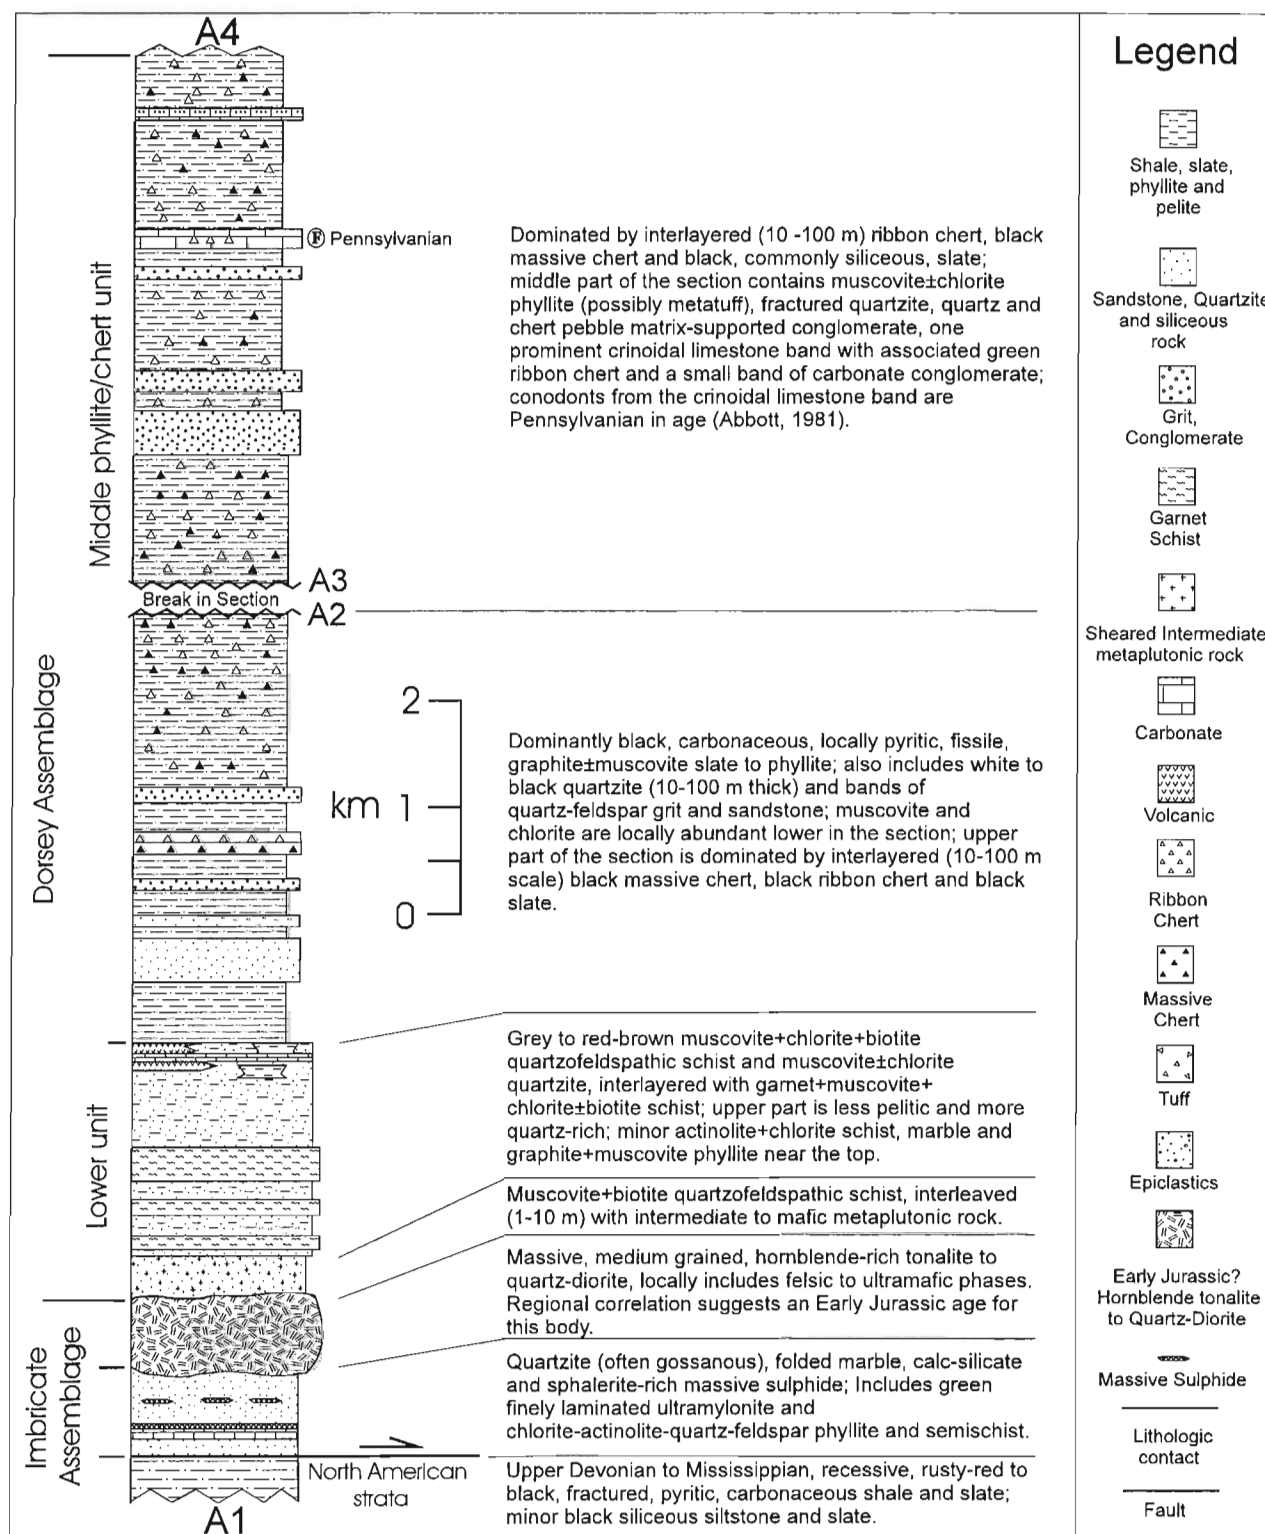 A4
Middle phyllite/chert unit
Ⓕ Pennsylvanian
Dominated by interlayered (10 -100 m) ribbon chert, black
massive chert and black, commonly siliceous, slate;
middle part of the section contains muscovite±chlorite
phyllite (possibly metatuff), fractured quartzite, quartz and
chert pebble matrix-supported conglomerate, one
prominent crinoidal limestone band with associated green
ribbon chert and a small band of carbonate conglomerate;
conodonts from the crinoidal limestone band are
Pennsylvanian in age (Abbott, 1981).
A3
Break in Section
A2
Dorsey Assemblage
2
km 1
0
Dominantly black, carbonaceous, locally pyritic, fissile,
graphite±muscovite slate to phyllite; also includes white to
black quartzite (10-100 m thick) and bands of
quartz-feldspar grit and sandstone; muscovite and
chlorite are locally abundant lower in the section; upper
part of the section is dominated by interlayered (10-100 m
scale) black massive chert, black ribbon chert and black
slate.
Lower unit
Grey to red-brown muscovite+chlorite+biotite
quartzofeldspathic schist and muscovite±chlorite
quartzite, interlayered with garnet+muscovite+
chlorite±biotite schist; upper part is less pelitic and more
quartz-rich; minor actinolite+chlorite schist, marble and
graphite+muscovite phyllite near the top.
Muscovite+biotite quartzofeldspathic schist, interleaved
(1-10 m) with intermediate to mafic metaplutonic rock.
Massive, medium grained, hornblende-rich tonalite to
quartz-diorite, locally includes felsic to ultramafic phases.
Regional correlation suggests an Early Jurassic age for
this body.
Imbricate
Assemblage
Quartzite (often gossanous), folded marble, calc-silicate
and sphalerite-rich massive sulphide; Includes green
finely laminated ultramylonite and
chlorite-actinolite-quartz-feldspar phyllite and semischist.
North American
strata
Upper Devonian to Mississippian, recessive, rusty-red to
black, fractured, pyritic, carbonaceous shale and slate;
minor black siliceous siltstone and slate.
A1
Legend
Shale, slate,
phyllite and
pelite
Sandstone, Quartzite
and siliceous
rock
Grit,
Conglomerate
Garnet
Schist
Sheared Intermediate
metaplutonic rock
Carbonate
Volcanic
Ribbon
Chert
Massive
Chert
Tuff
Epiclastics
Early Jurassic?
Hornblende tonalite
to Quartz-Diorite
Massive Sulphide
Lithologic
contact
Fault